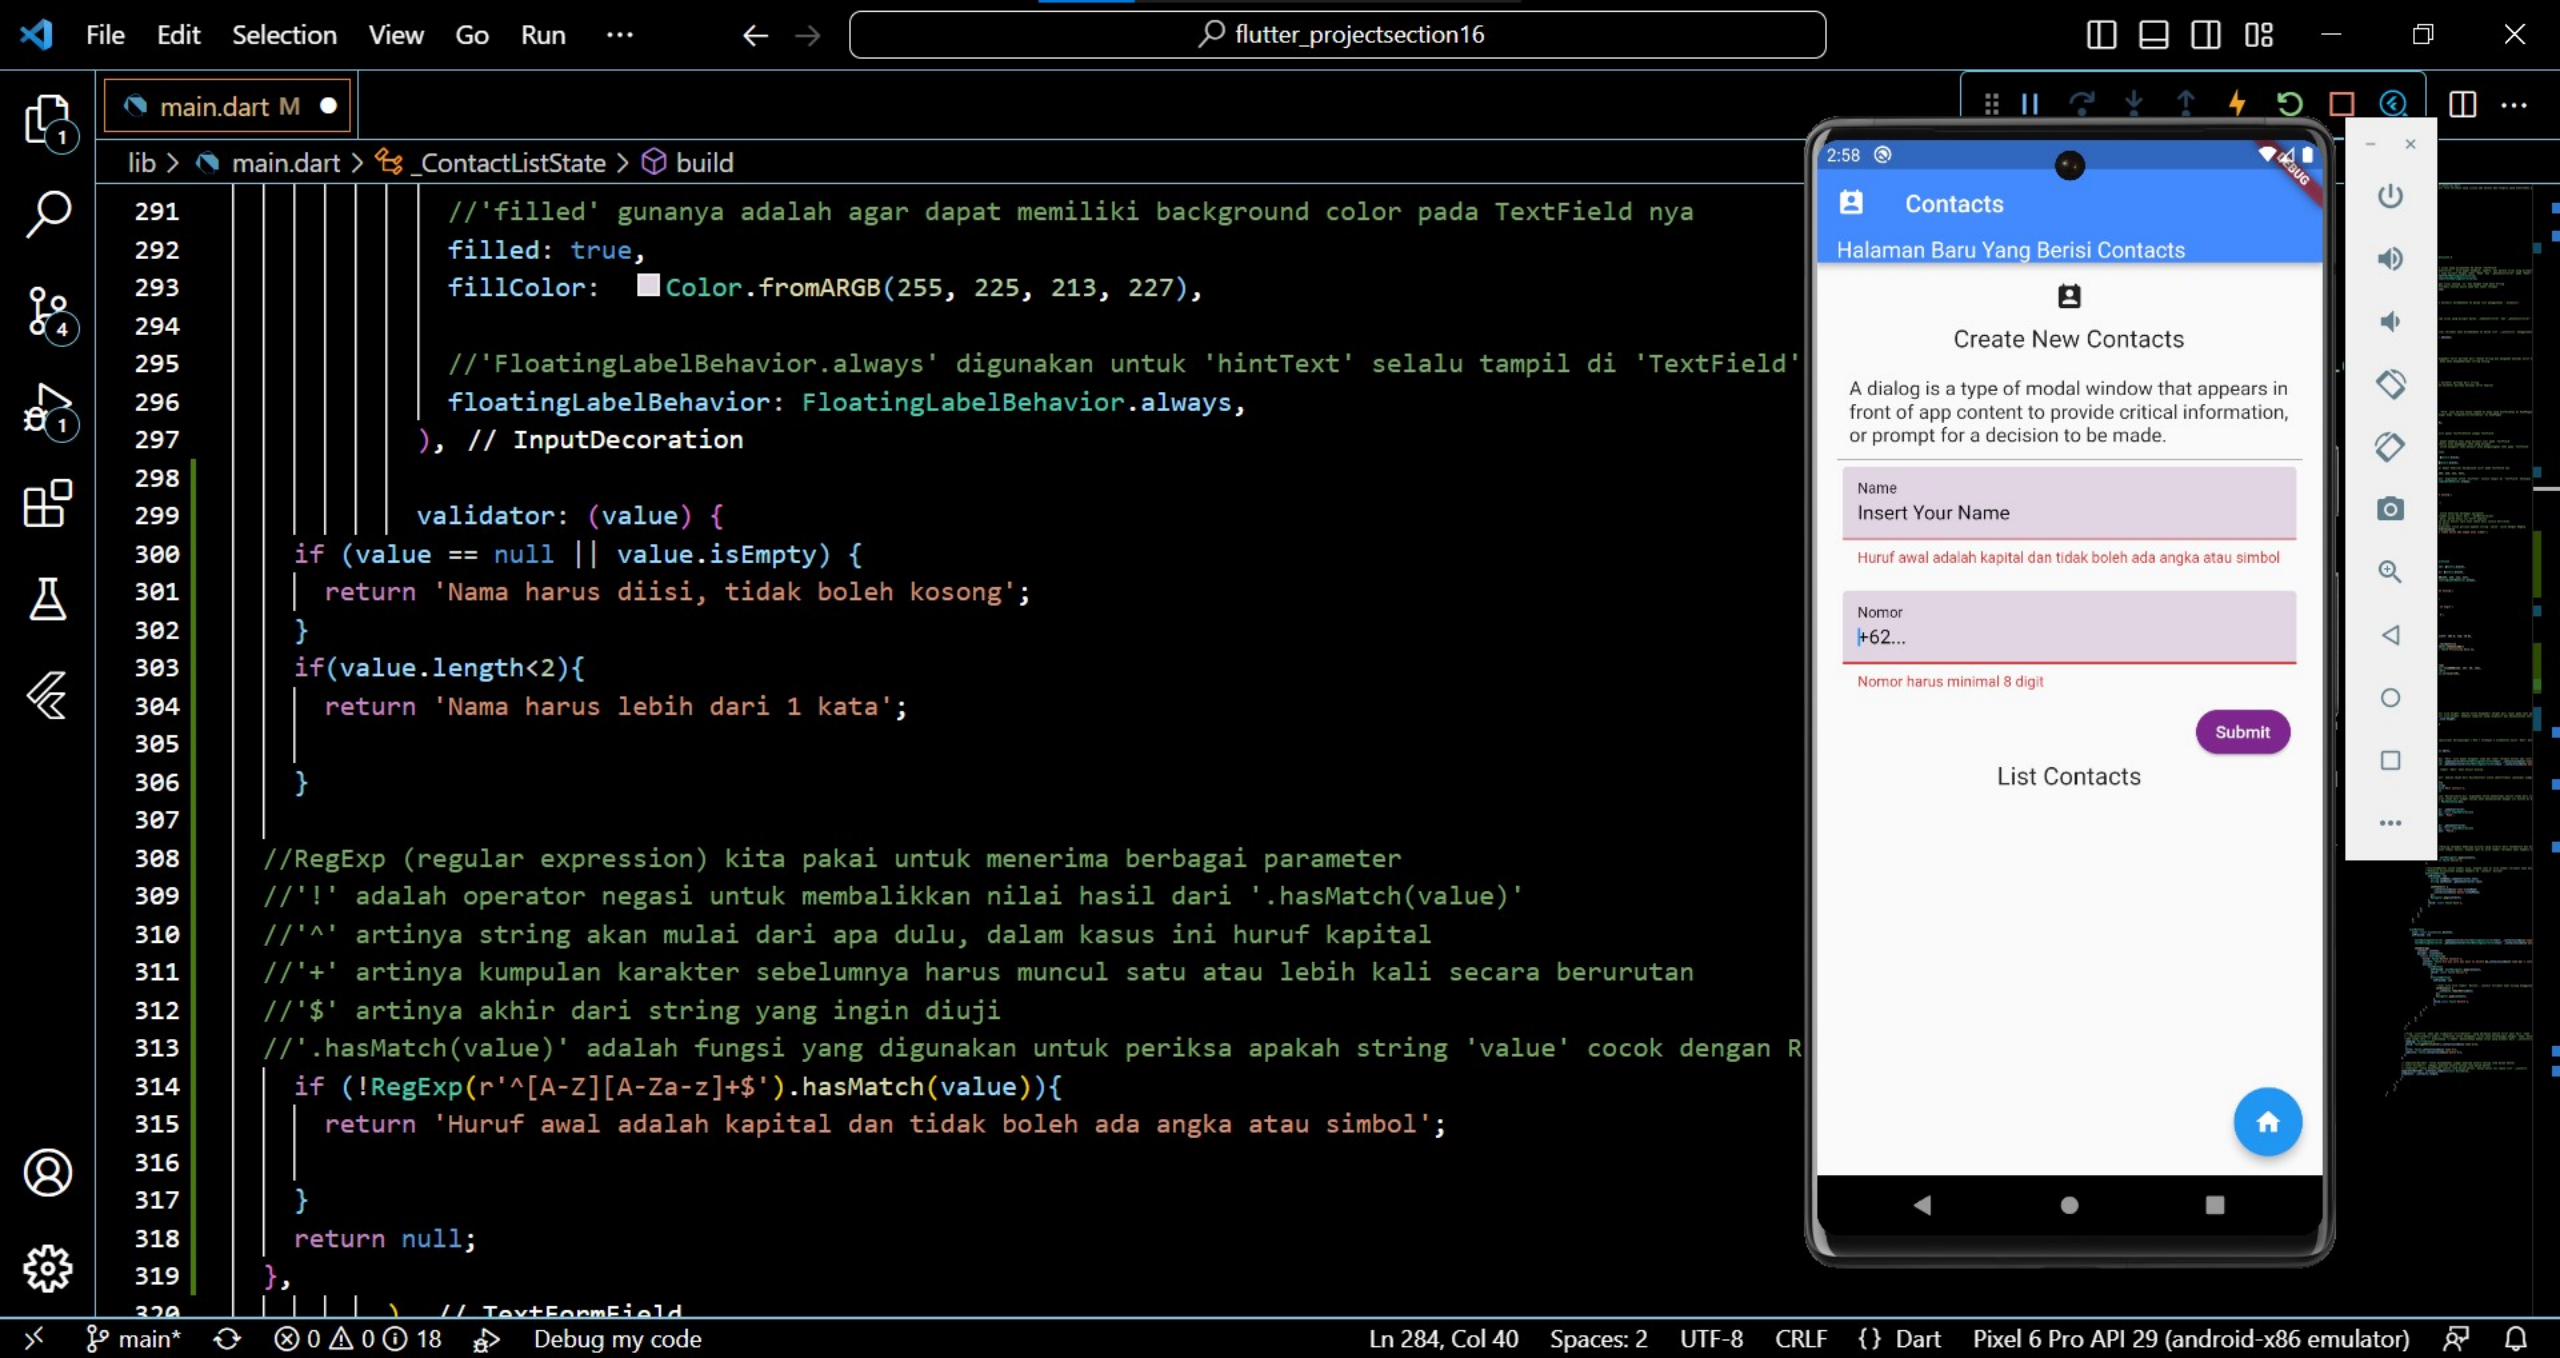 File Edit Selection View Go Run ···
flutter_projectsection16
main.dart M
lib > main.dart > _ContactListState > build
291 //'filled' gunanya adalah agar dapat memiliki background color pada TextField nya
292 filled: true,
293 fillColor: Color.fromARGB(255, 225, 213, 227),
294
295 //'FloatingLabelBehavior.always' digunakan untuk 'hintText' selalu tampil di 'TextField'
296 floatingLabelBehavior: FloatingLabelBehavior.always,
297 ), // InputDecoration
298
299 validator: (value) {
300 if (value == null || value.isEmpty) {
301 return 'Nama harus diisi, tidak boleh kosong';
302 }
303 if(value.length<2){
304 return 'Nama harus lebih dari 1 kata';
305
306 }
307
308 //RegExp (regular expression) kita pakai untuk menerima berbagai parameter
309 //'!' adalah operator negasi untuk membalikkan nilai hasil dari '.hasMatch(value)'
310 //'^' artinya string akan mulai dari apa dulu, dalam kasus ini huruf kapital
311 //'+' artinya kumpulan karakter sebelumnya harus muncul satu atau lebih kali secara berurutan
312 //'$' artinya akhir dari string yang ingin diuji
313 //'.hasMatch(value)' adalah fungsi yang digunakan untuk periksa apakah string 'value' cocok dengan R
314 if (!RegExp(r'^[A-Z][A-Za-z]+$').hasMatch(value)){
315 return 'Huruf awal adalah kapital dan tidak boleh ada angka atau simbol';
316
317 }
318 return null;
319 },
320 ) // TextFormField
1
4
1
2:58
DEBUG
Contacts
Halaman Baru Yang Berisi Contacts
Create New Contacts
A dialog is a type of modal window that appears in
front of app content to provide critical information,
or prompt for a decision to be made.
Name
Insert Your Name
Huruf awal adalah kapital dan tidak boleh ada angka atau simbol
Nomor
+62...
Nomor harus minimal 8 digit
Submit
List Contacts
main* 0 0 18 Debug my code
Ln 284, Col 40 Spaces: 2 UTF-8 CRLF {} Dart Pixel 6 Pro API 29 (android-x86 emulator)